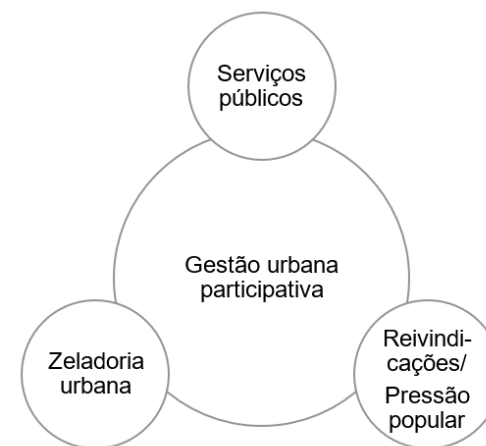 Serviços
públicos
Gestão urbana
participativa
Zeladoria
urbana
Reivindi-
cações/
Pressão
popular